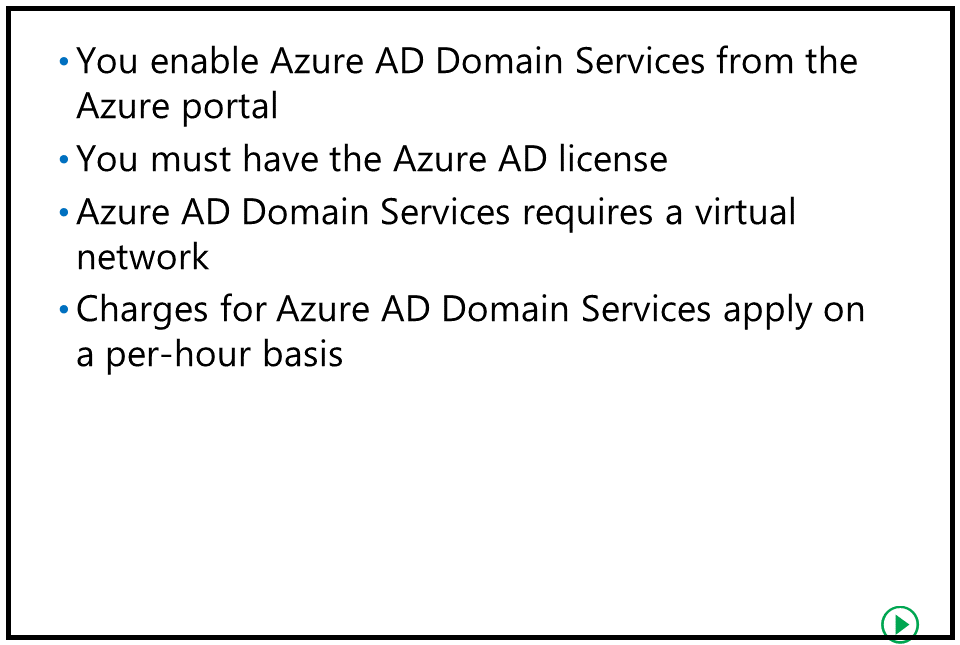 • You enable Azure AD Domain Services from the
Azure portal
• You must have the Azure AD license
• Azure AD Domain Services requires a virtual
network
• Charges for Azure AD Domain Services apply on
a per-hour basis